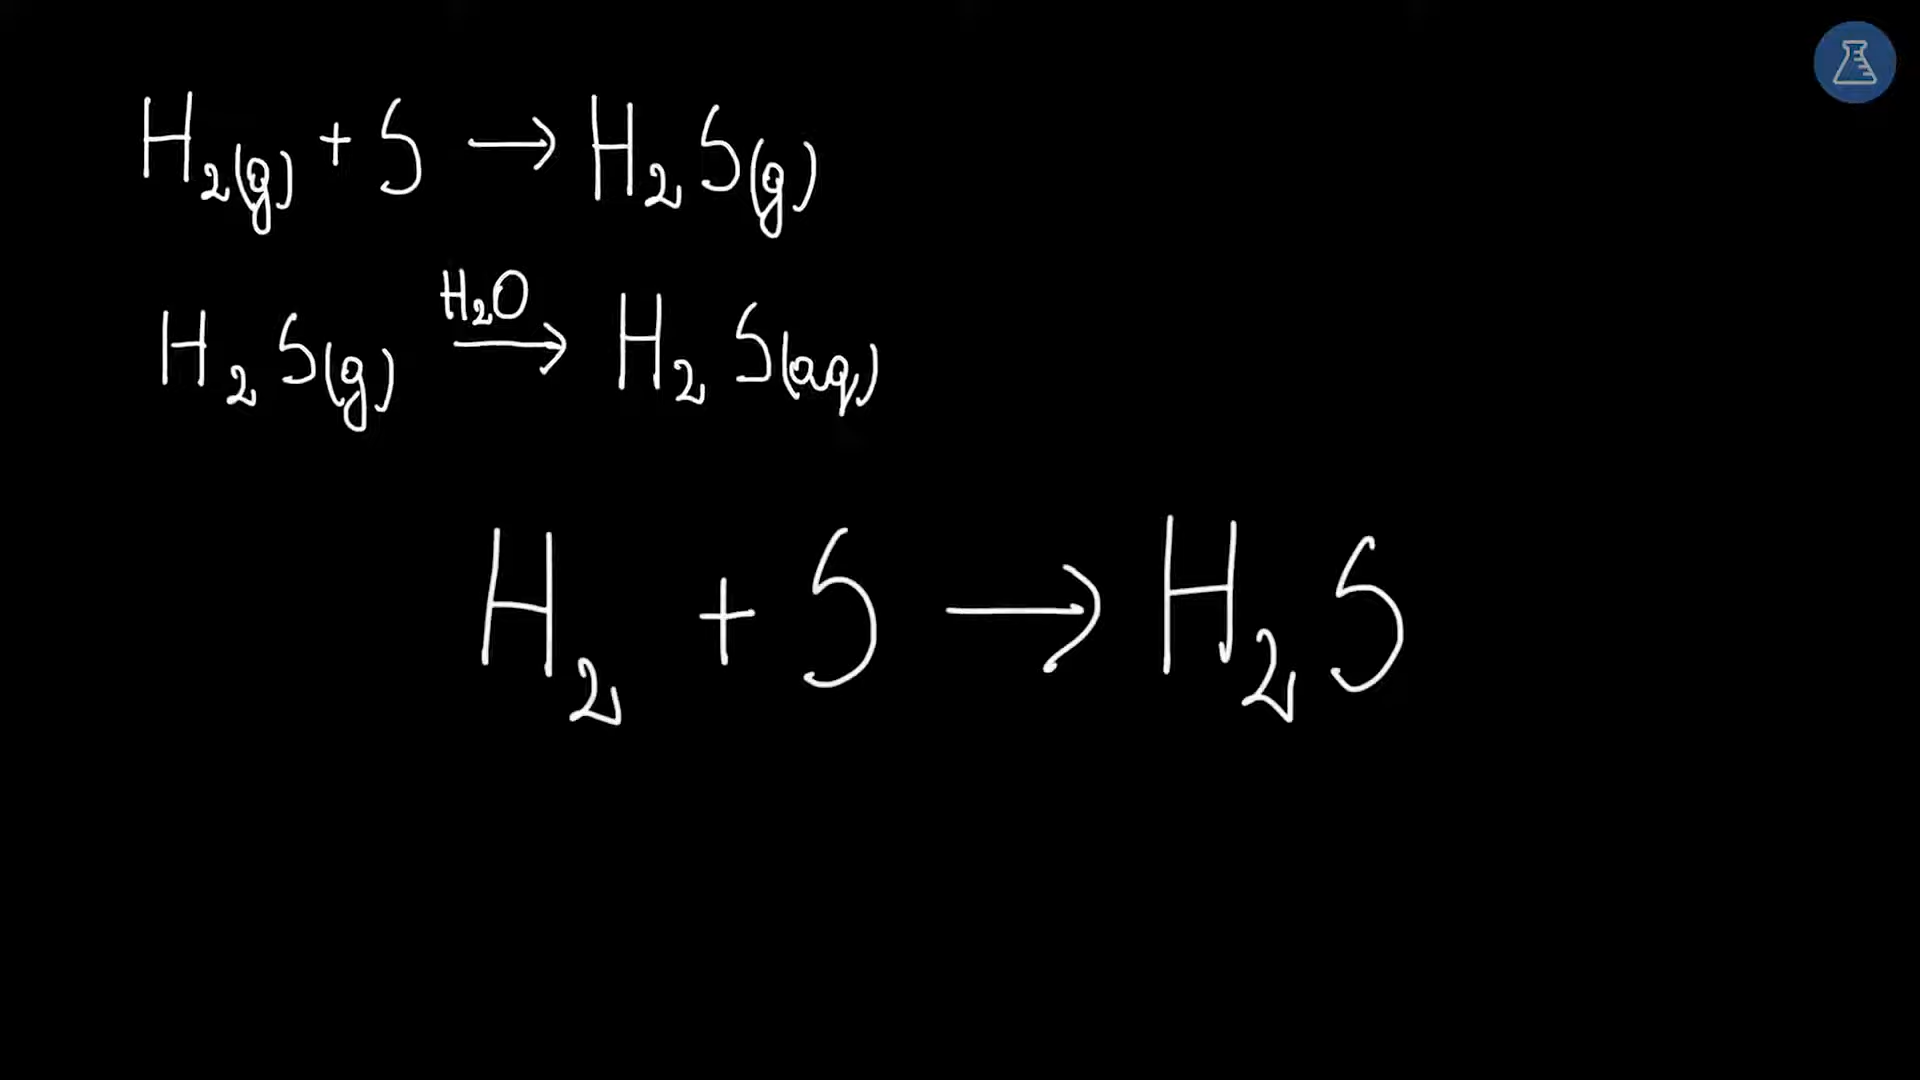 H₂(g) + S → H₂S(g)
H₂S(g) H₂O → H₂S(aq)
H₂ + S → H₂S